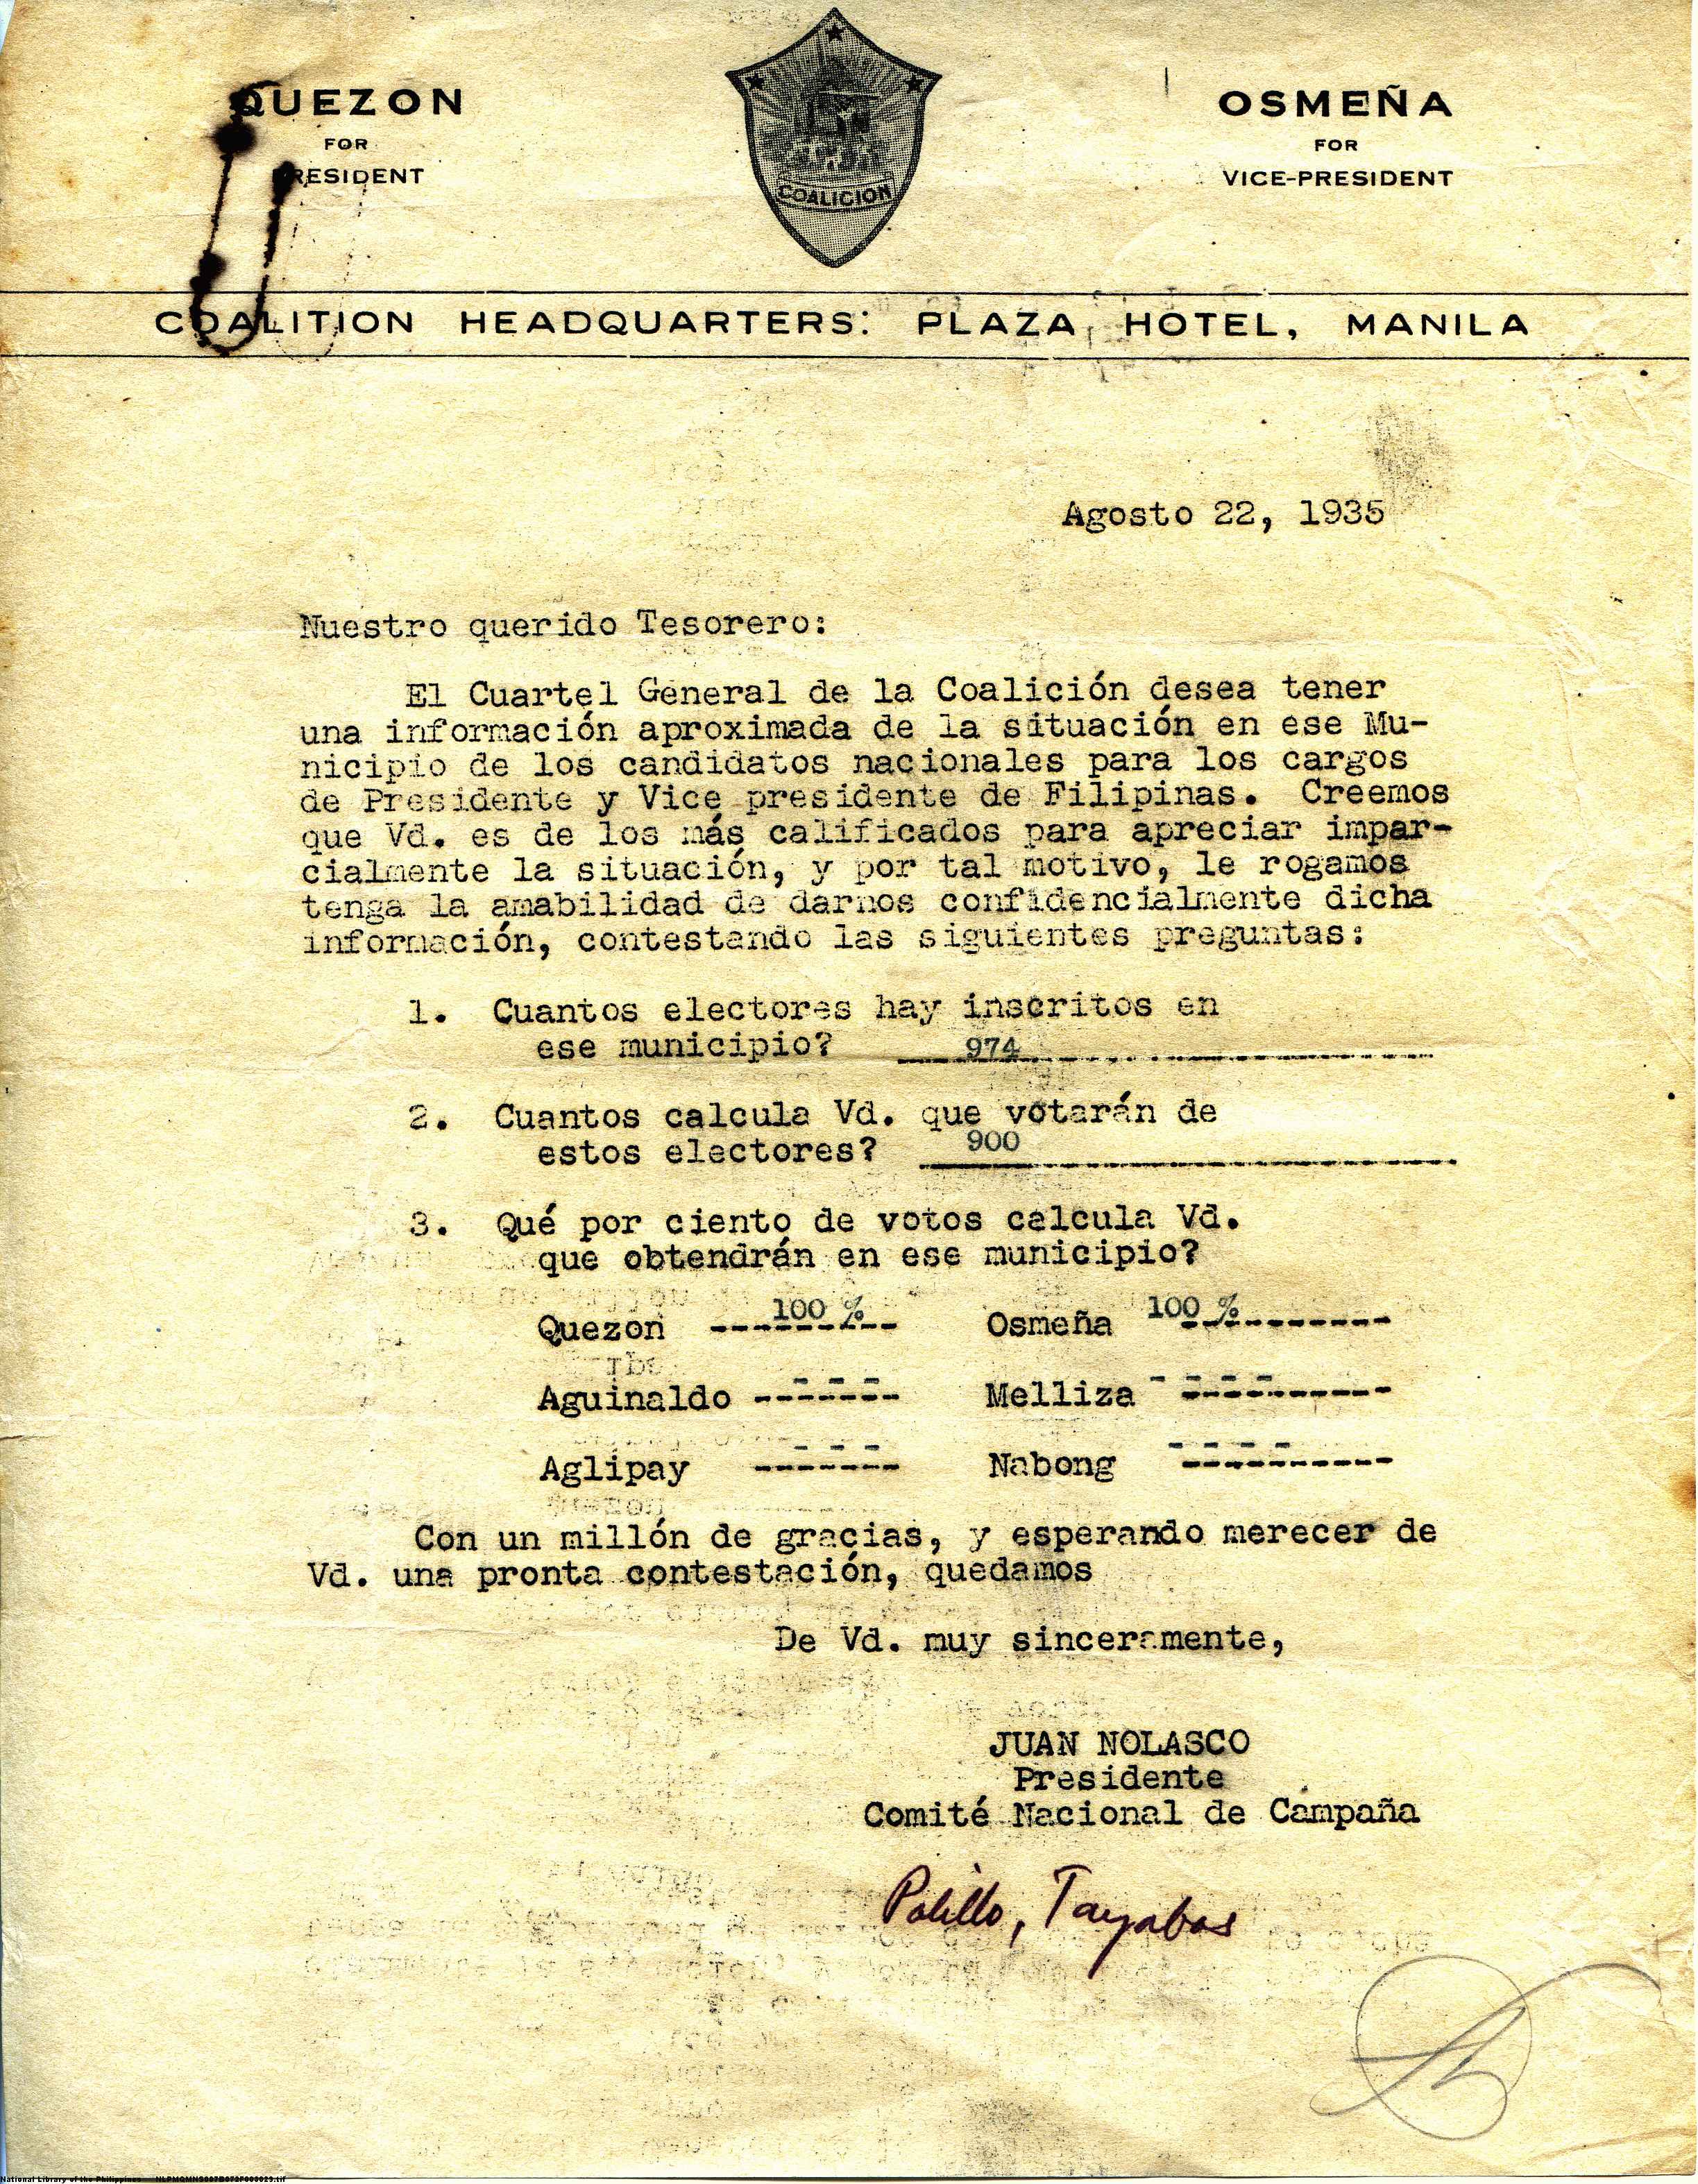 QUEZON
FOR
PRESIDENT
COALICION
OSMEÑA
FOR
VICE-PRESIDENT
COALITION HEADQUARTERS: PLAZA HOTEL, MANILA
Agosto 22, 1935
Nuestro querido Tesorero:
El Cuartel General de la Coalición desea tener
una información aproximada de la situación en ese Mu-
nicipio de los candidatos nacionales para los cargos
de Presidente y Vice presidente de Filipinas. Creemos
que Vd. es de los más calificados para apreciar impar-
cialmente la situación, y por tal motivo, le rogamos
tenga la amabilidad de darnos confidencialmente dicha
información, contestando las siguientes preguntas:
1. Cuantos electores hay inscritos en
ese municipio? 974
2. Cuantos calcula Vd. que votarán de
estos electores? 900
3. Qué por ciento de votos calcula Vd.
que obtendrán en ese municipio?
Quezon 100 % Osmeña 100 %
Aguinaldo - - - Melliza - - - -
Aglipay - - - Nabong - - - -
Con un millón de gracias, y esperando merecer de
Vd. una pronta contestación, quedamos
De Vd. muy sinceramente,
JUAN NOLASCO
Presidente
Comité Nacional de Campaña
Polillo, Tayabas